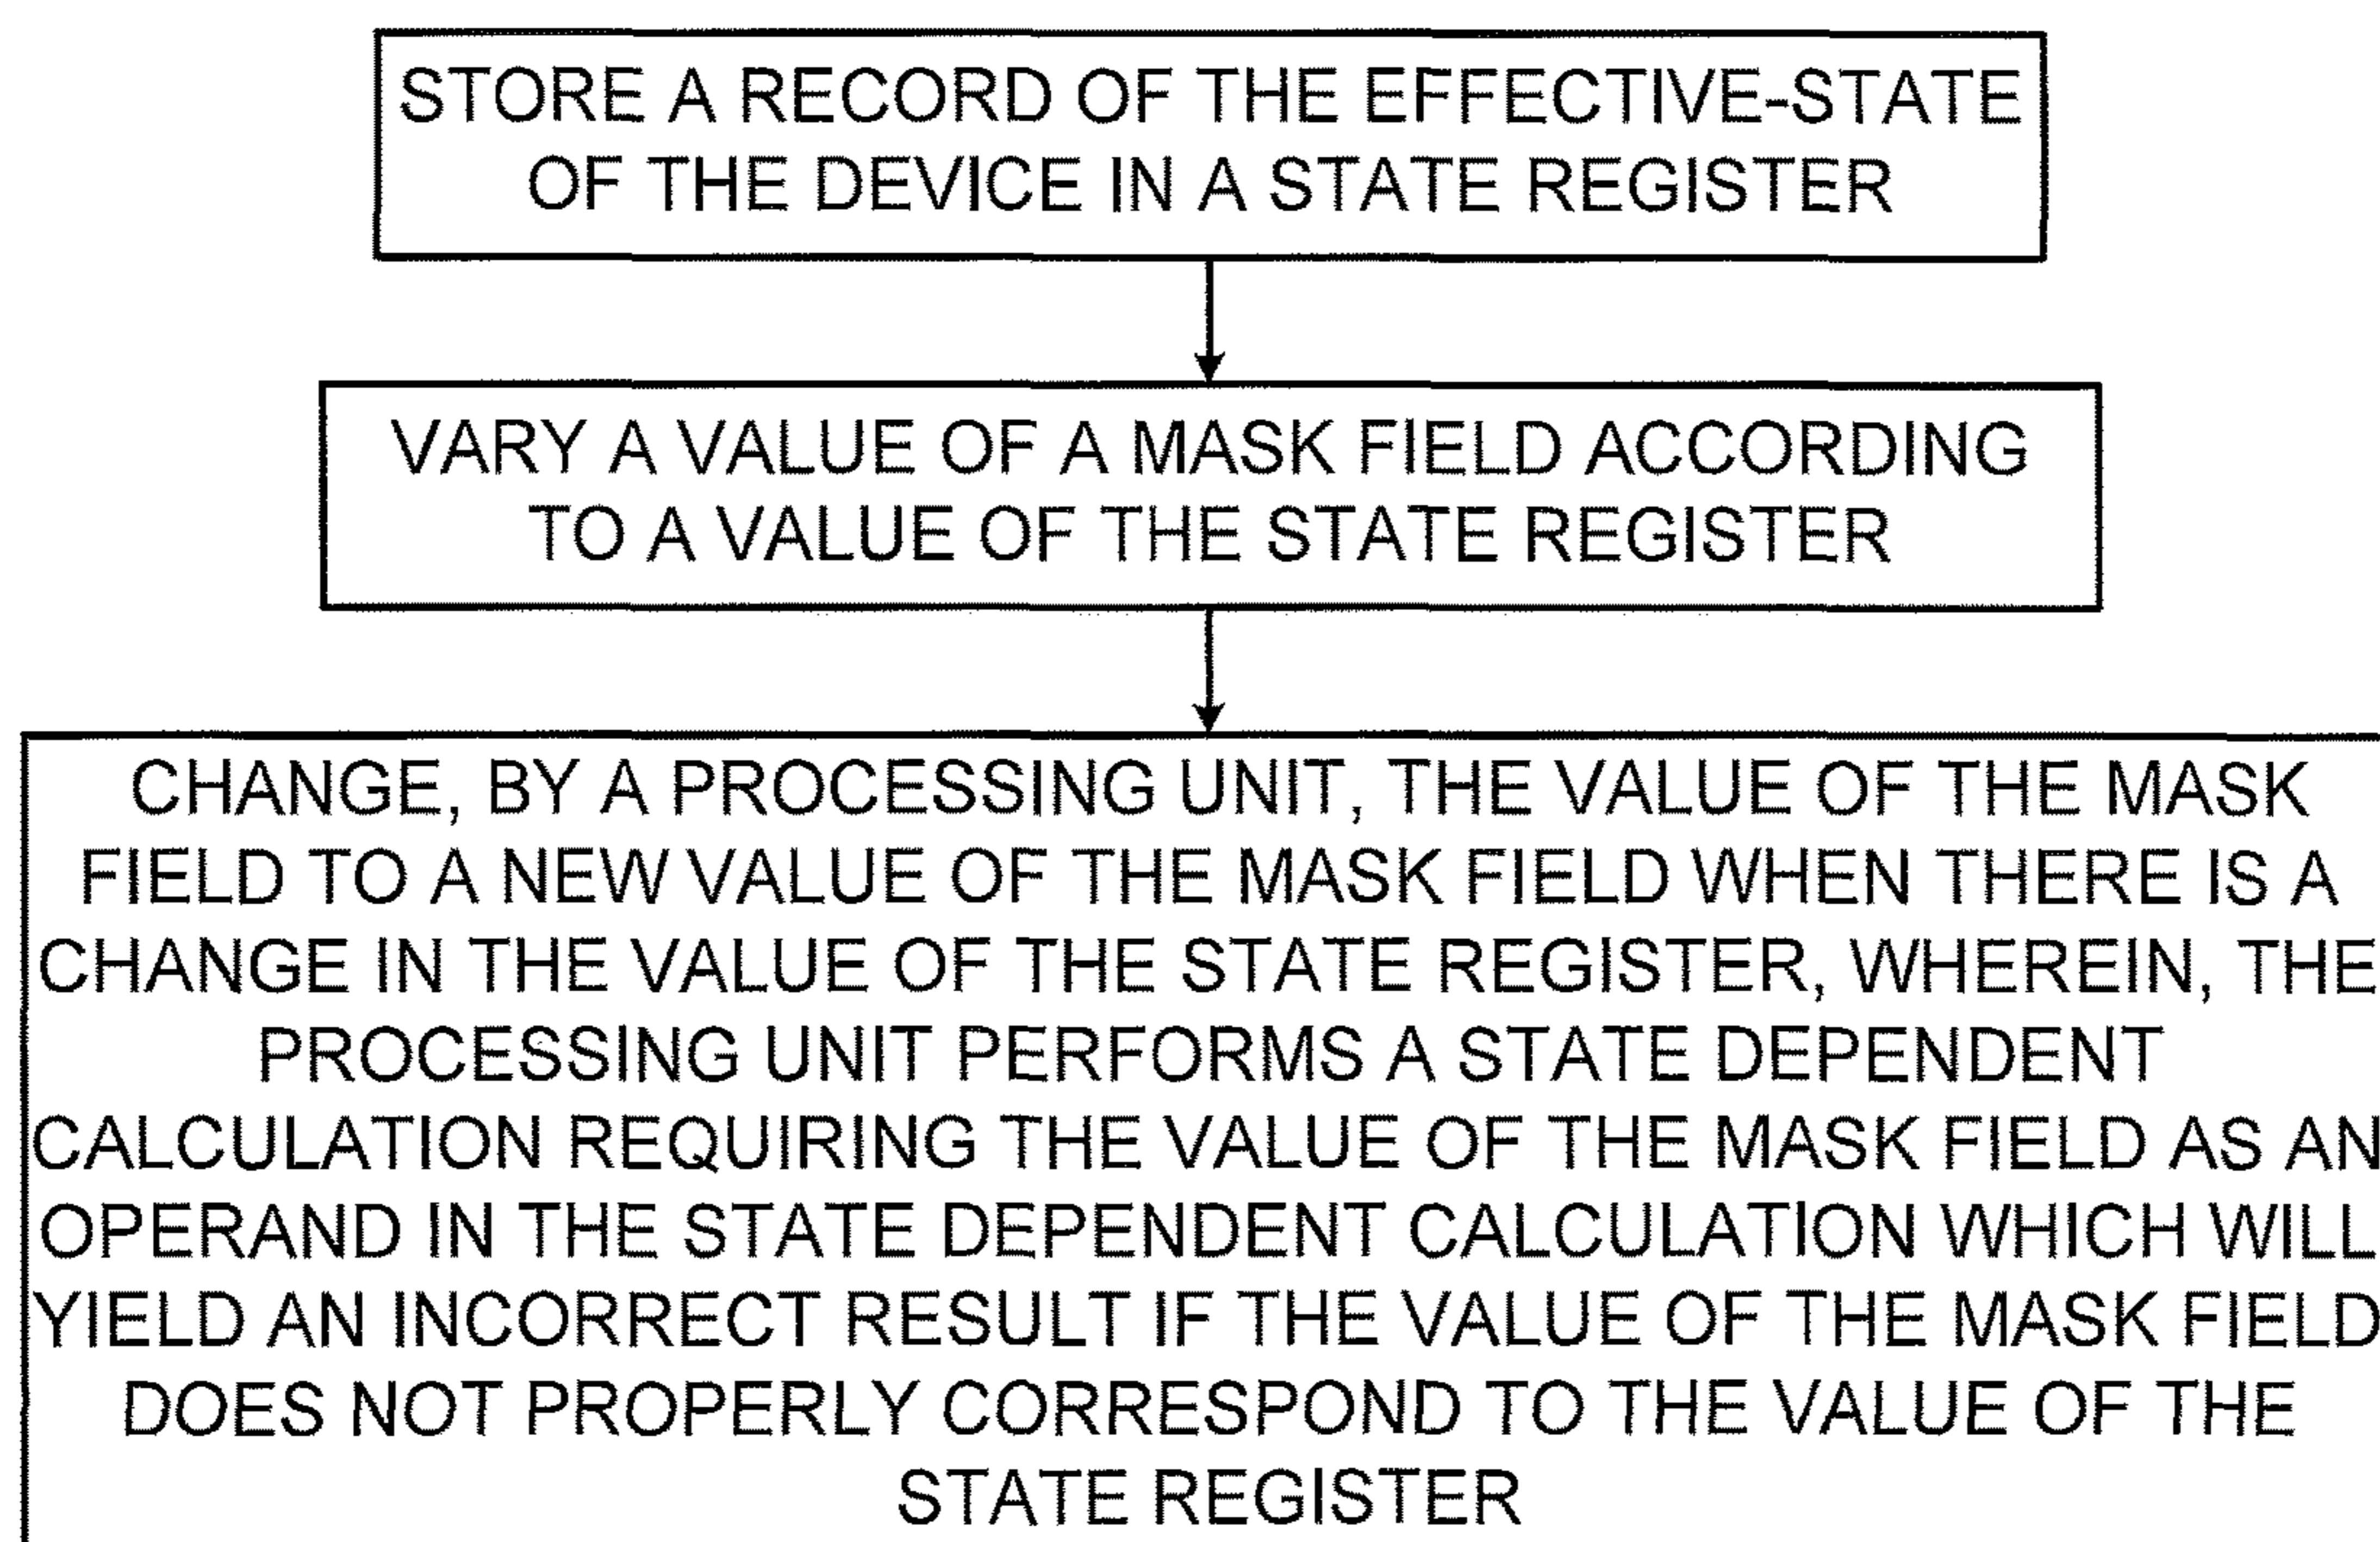 STORE A RECORD OF THE EFFECTIVE-STATE
OF THE DEVICE IN A STATE REGISTER
VARY A VALUE OF A MASK FIELD ACCORDING
TO A VALUE OF THE STATE REGISTER
CHANGE, BY A PROCESSING UNIT, THE VALUE OF THE MASK
FIELD TO A NEW VALUE OF THE MASK FIELD WHEN THERE IS A
CHANGE IN THE VALUE OF THE STATE REGISTER, WHEREIN, THE
PROCESSING UNIT PERFORMS A STATE DEPENDENT
CALCULATION REQUIRING THE VALUE OF THE MASK FIELD AS AN
OPERAND IN THE STATE DEPENDENT CALCULATION WHICH WILL
YIELD AN INCORRECT RESULT IF THE VALUE OF THE MASK FIELD
DOES NOT PROPERLY CORRESPOND TO THE VALUE OF THE
STATE REGISTER